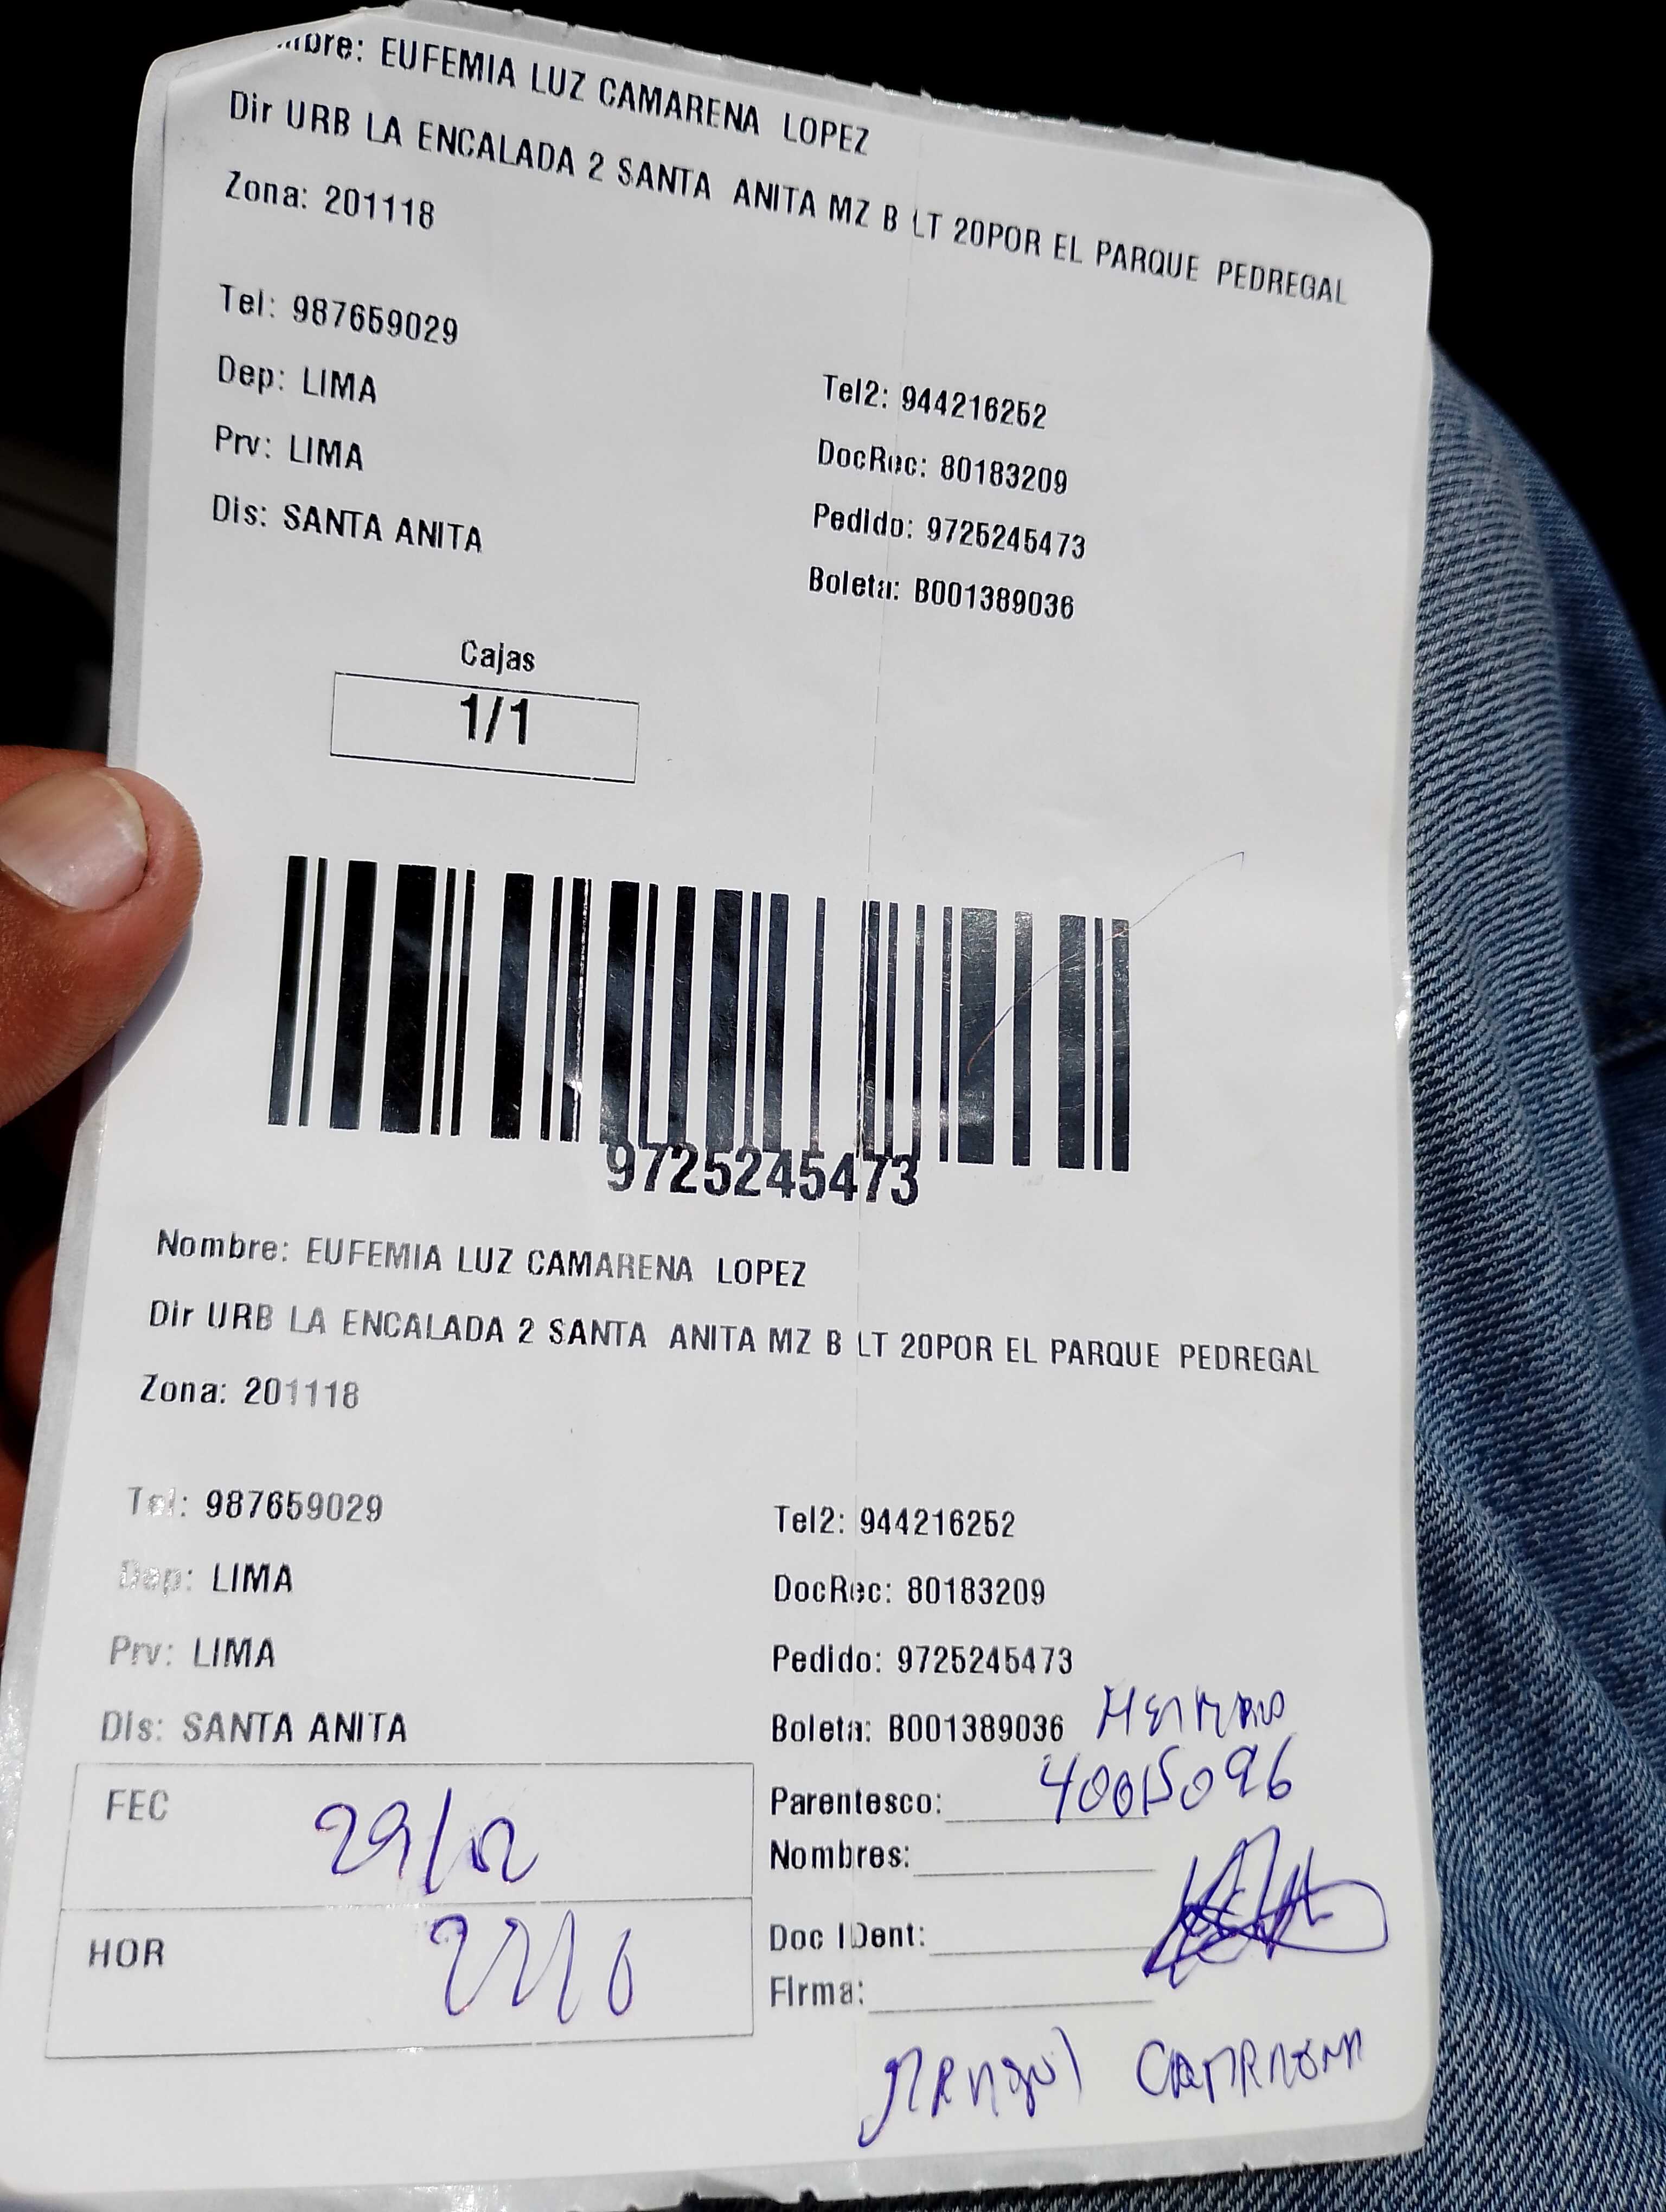 mbre: EUFEMIA LUZ CAMARENA LOPEZ
Dir URB LA ENCALADA 2 SANTA ANITA MZ B LT 20POR EL PARQUE PEDREGAL
Zona: 201118
Tel: 987659029
Tel2: 944216252
Dep: LIMA
DocRec: 80183209
Prv: LIMA
Pedido: 9725245473
Dis: SANTA ANITA
Boleta: B001389036
Cajas
1/1
9725245473
Nombre: EUFEMIA LUZ CAMARENA LOPEZ
Dir URB LA ENCALADA 2 SANTA ANITA MZ B LT 20POR EL PARQUE PEDREGAL
Zona: 201118
Tel: 987659029
Tel2: 944216252
Dep: LIMA
DocRec: 80183209
Prv: LIMA
Pedido: 9725245473
Dis: SANTA ANITA
Boleta: B001389036 Hermano
FEC 29/12
Parentesco: 40015096
Nombres:
HOR
Doc IDent:
Firma: